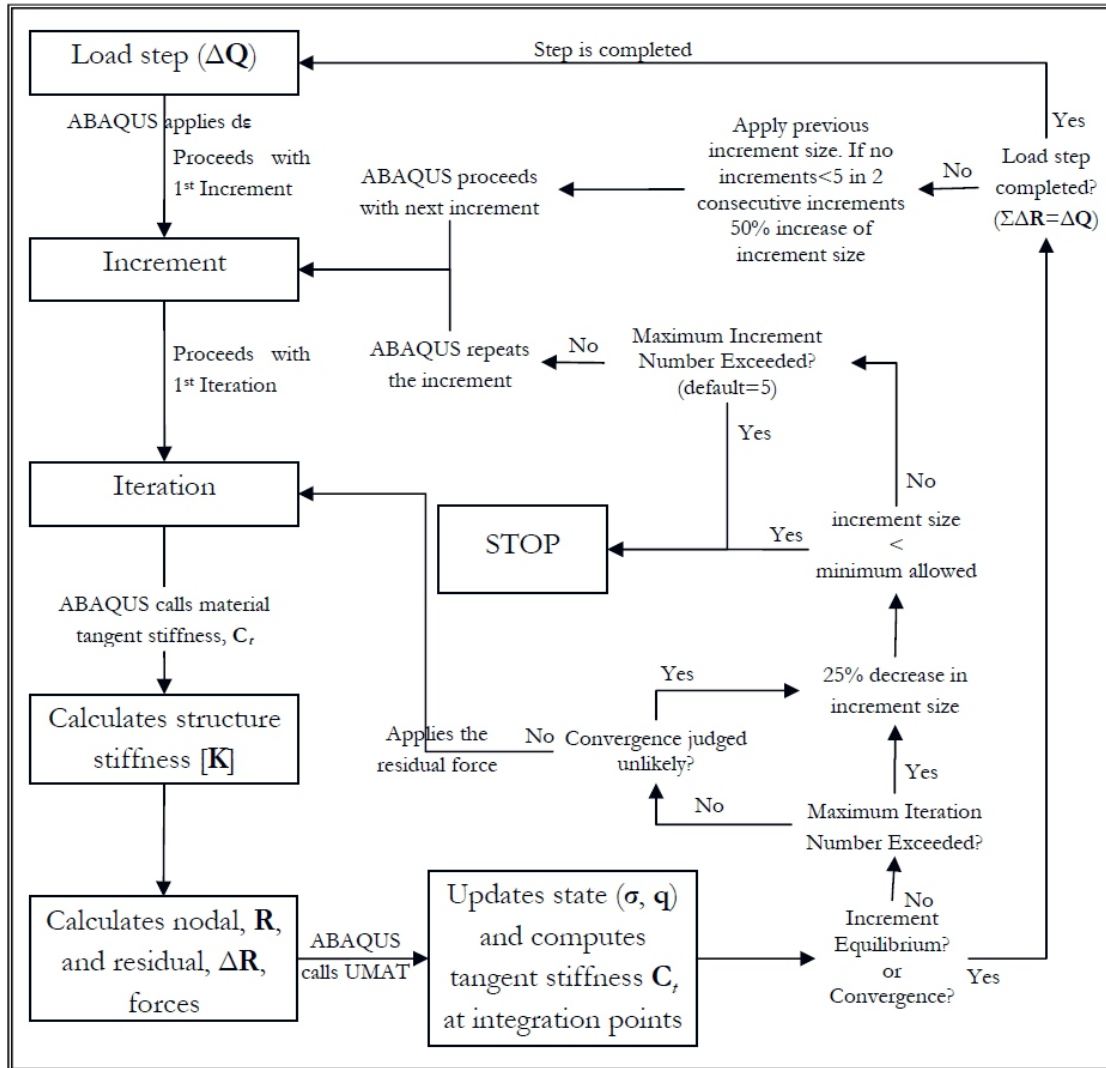 Load step (ΔQ)
Step is completed
ABAQUS applies dε
Proceeds with
1st Increment
ABAQUS proceeds
with next increment
Apply previous
increment size. If no
increments<5 in 2
consecutive increments
50% increase of
increment size
No
Yes
Load step
completed?
(ΣΔR=ΔQ)
Increment
Proceeds with
1st Iteration
ABAQUS repeats
the increment
No
Maximum Increment
Number Exceeded?
(default=5)
Yes
No
Iteration
STOP
Yes
increment size
<
minimum allowed
ABAQUS calls material
tangent stiffness, Ct
Yes
25% decrease in
increment size
Calculates structure
stiffness [K]
Applies the
residual force
No
Convergence judged
unlikely?
Yes
No
Maximum Iteration
Number Exceeded?
Calculates nodal, R,
and residual, ΔR,
forces
ABAQUS
calls UMAT
Updates state (σ, q)
and computes
tangent stiffness Ct
at integration points
No
Increment
Equilibrium?
or
Convergence?
Yes